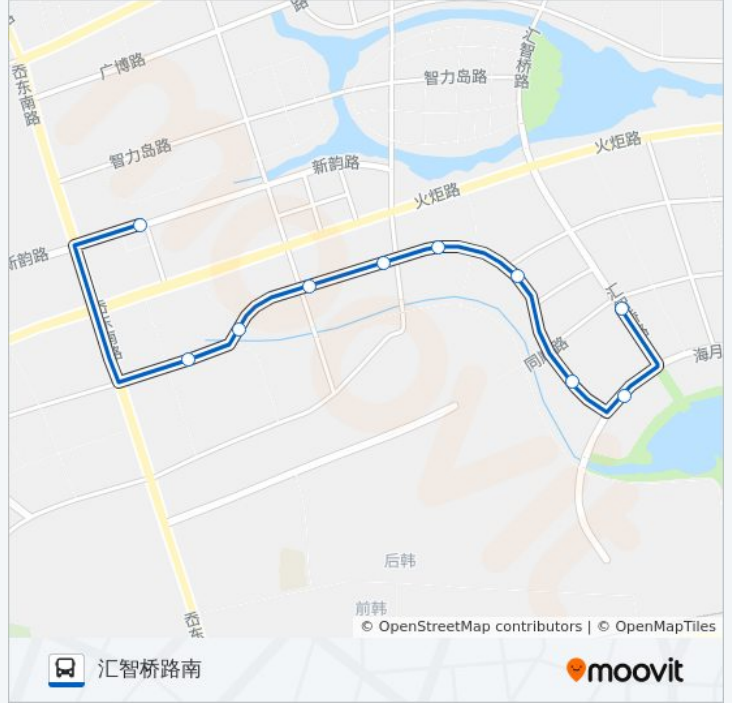 路
汇智桥路
岙东南路
广博路
智力岛路
智力岛路
火炬路
新韵路
火炬路
新韵路
同顺路
海月
后韩
前韩
岙东
© OpenStreetMap contributors | © OpenMapTiles
汇智桥路南
moovit